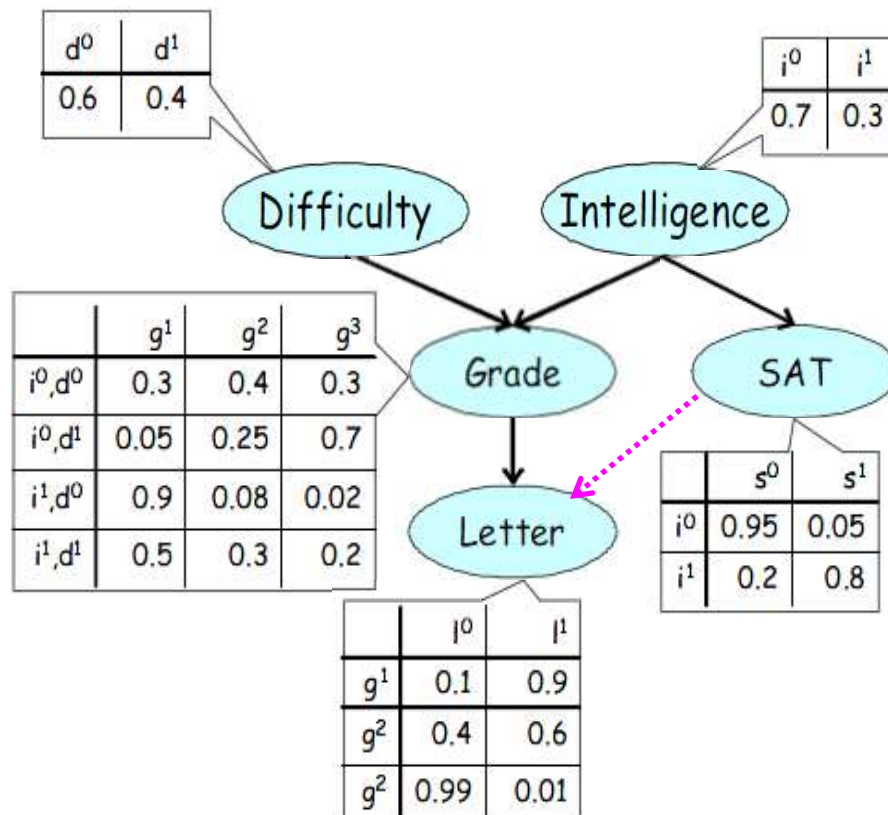 d⁰ d¹
0.6 0.4
i⁰ i¹
0.7 0.3
Difficulty
Intelligence
g¹ g² g³
i⁰,d⁰ 0.3 0.4 0.3
i⁰,d¹ 0.05 0.25 0.7
i¹,d⁰ 0.9 0.08 0.02
i¹,d¹ 0.5 0.3 0.2
Grade
SAT
s⁰ s¹
i⁰ 0.95 0.05
i¹ 0.2 0.8
Letter
l⁰ l¹
g¹ 0.1 0.9
g² 0.4 0.6
g² 0.99 0.01